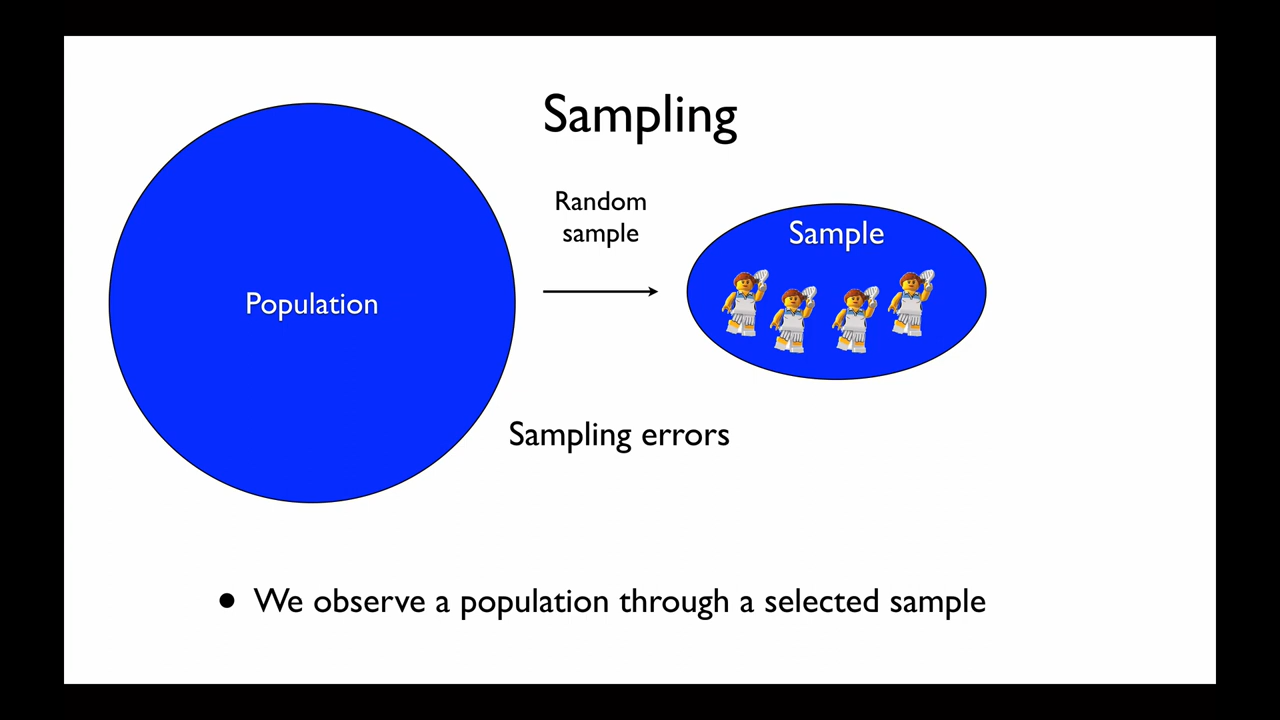 Sampling
Random
sample
Sample
Population
Sampling errors
• We observe a population through a selected sample